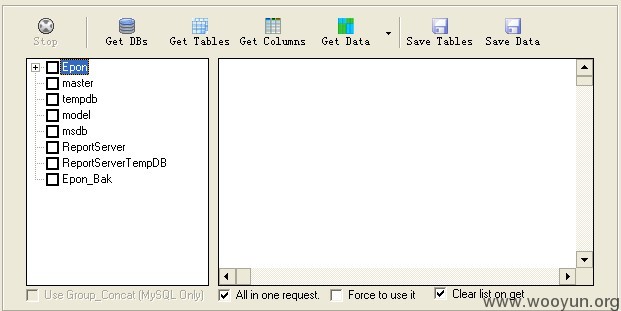 Stop Get DBs Get Tables Get Columns Get Data Save Tables Save Data
Epon
master
tempdb
model
msdb
ReportServer
ReportServerTempDB
Epon_Bak
Use Group_Concat (MySQL Only) All in one request. Force to use it Clear list on get
www.wooyun.org